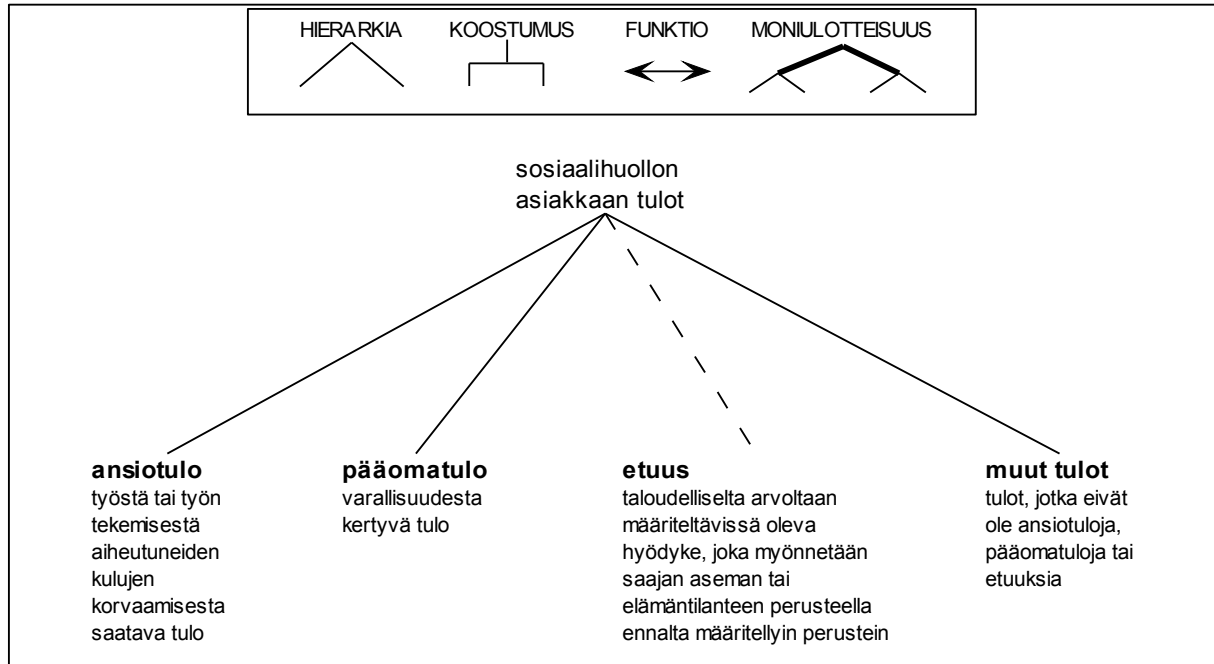 HIERARKIA KOOSTUMUS FUNKTIO MONIULOTTEISUUS
sosiaalihuollon
asiakkaan tulot
ansiotulo
työstä tai työn
tekemisestä
aiheutuneiden
kulujen
korvaamisesta
saatava tulo
pääomatulo
varallisuudesta
kertyvä tulo
etuus
taloudelliselta arvoltaan
määriteltävissä oleva
hyödyke, joka myönnetään
saajan aseman tai
elämäntilanteen perusteella
ennalta määritellyin perustein
muut tulot
tulot, jotka eivät
ole ansiotuloja,
pääomatuloja tai
etuuksia